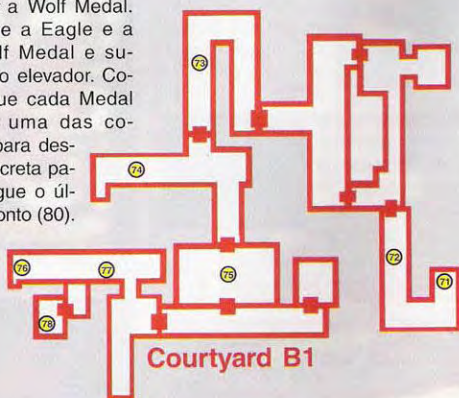 a Wolf Medal.
e a Eagle e a
lf Medal e su-
o elevador. Co-
ue cada Medal
uma das co-
para des-
creta pa-
gue o úl-
onto (80).
73
74
72
71
75
76
77
78
Courtyard B1